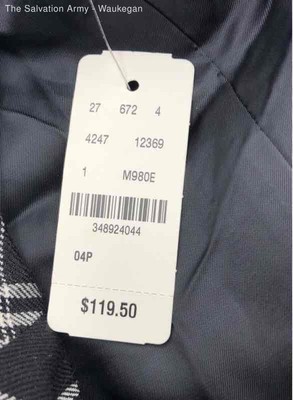 The Salvation Army - Waukegan
27 672 4
4247 12369
1 M980E
348924044
04P
$119.50